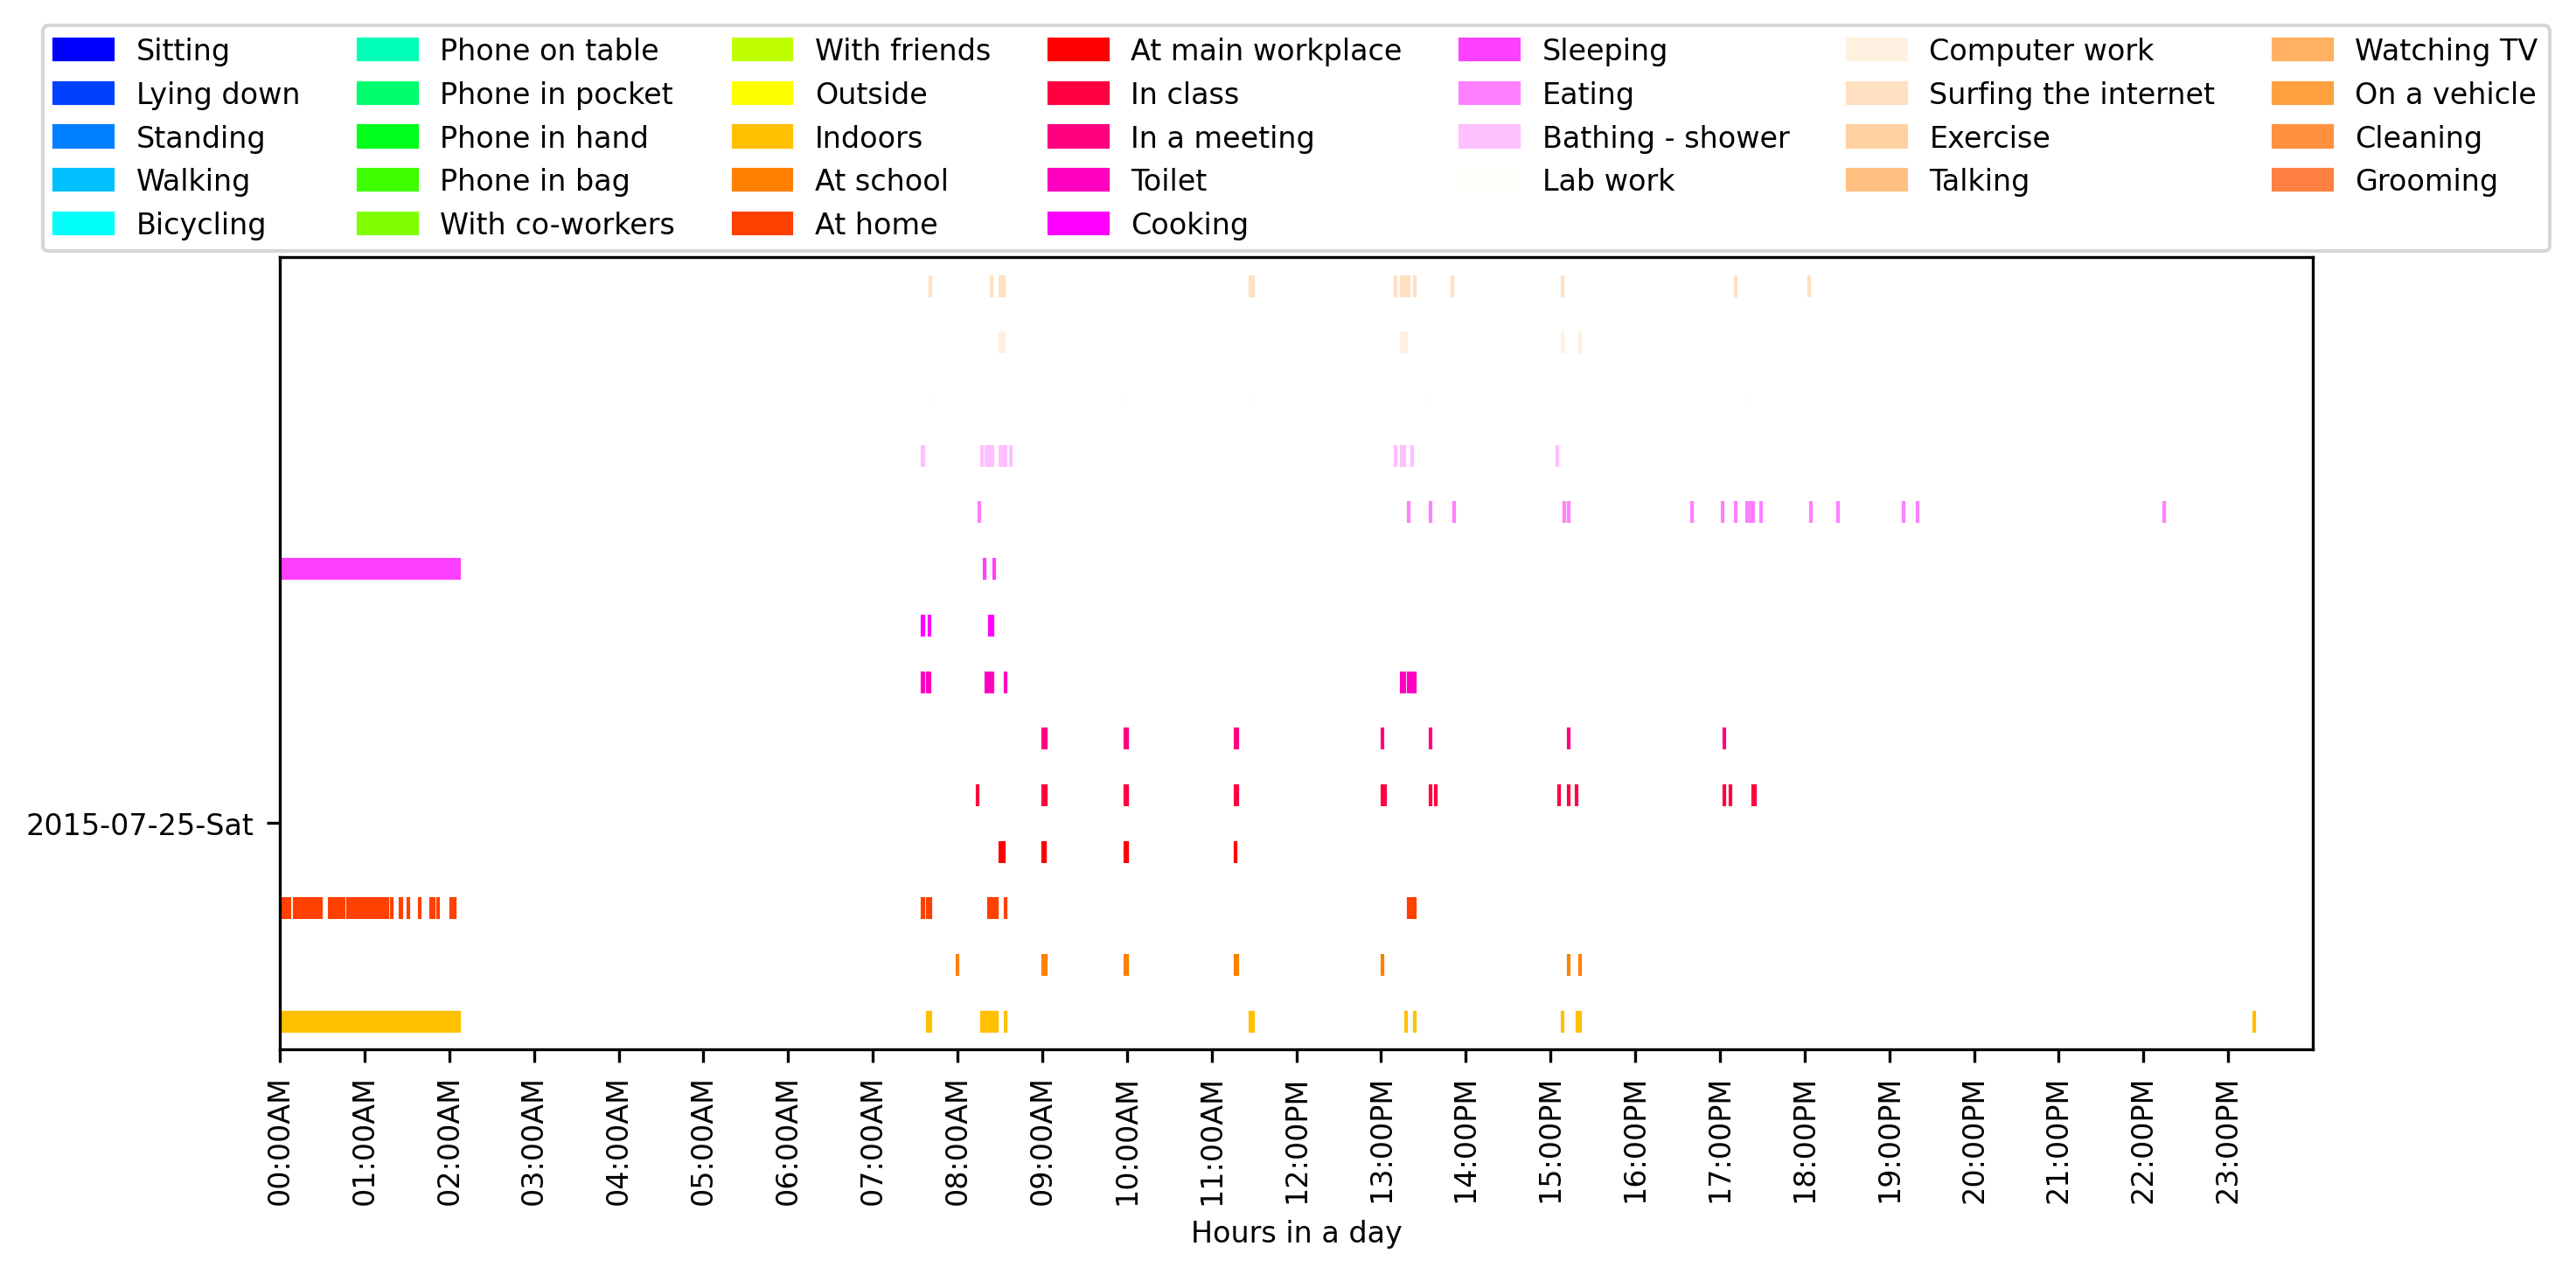 Sitting
Lying down
Standing
Walking
Bicycling
Phone on table
Phone in pocket
Phone in hand
Phone in bag
With co-workers
With friends
Outside
Indoors
At school
At home
At main workplace
In class
In a meeting
Toilet
Cooking
Sleeping
Eating
Bathing - shower
Lab work
Computer work
Surfing the internet
Exercise
Talking
Watching TV
On a vehicle
Cleaning
Grooming
2015-07-25-Sat
00:00AM
01:00AM
02:00AM
03:00AM
04:00AM
05:00AM
06:00AM
07:00AM
08:00AM
09:00AM
10:00AM
11:00AM
12:00PM
13:00PM
14:00PM
15:00PM
16:00PM
17:00PM
18:00PM
19:00PM
20:00PM
21:00PM
22:00PM
23:00PM
Hours in a day